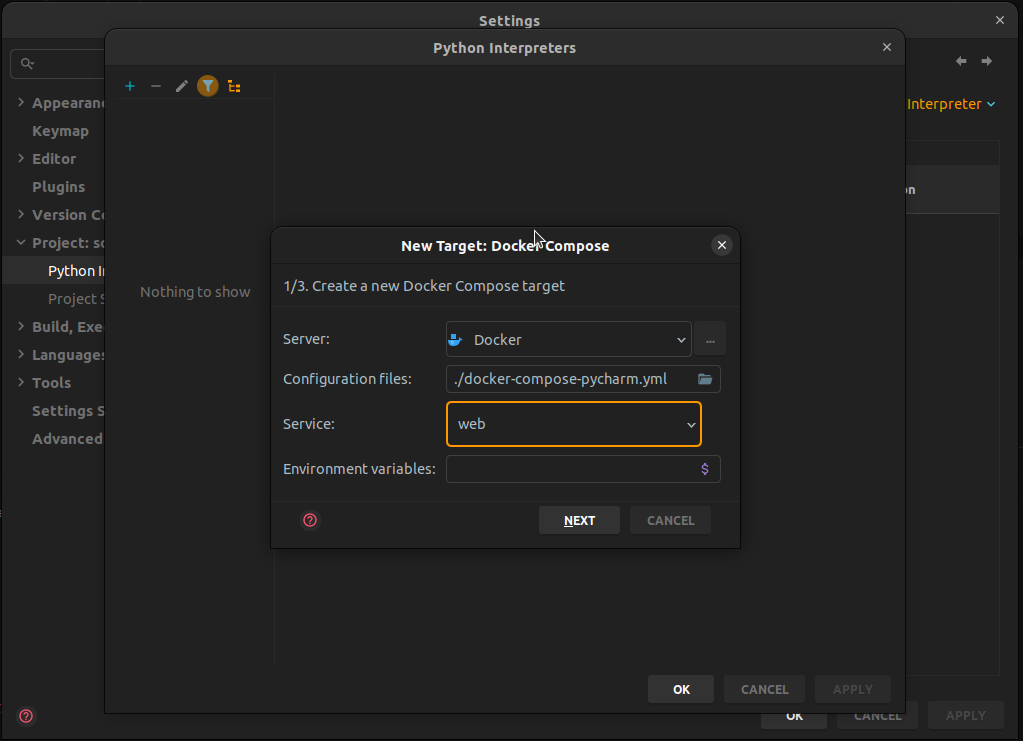 Settings
Python Interpreters
Interpreter
Appearan
Keymap
Editor
Plugins
Version Co
Project: sc
Python In
Project S
Build, Exe
Languages
Tools
Settings S
Advanced
on
Nothing to show
New Target: Docker Compose
1/3. Create a new Docker Compose target
Server:
Docker
...
Configuration files:
./docker-compose-pycharm.yml
Service:
web
Environment variables:
$
?
NEXT
CANCEL
OK
CANCEL
APPLY
?
OK
CANCEL
APPLY